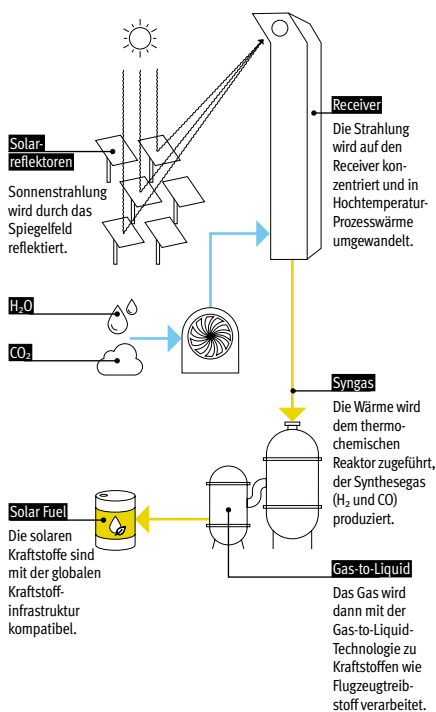 Solar-
reflektoren
Sonnenstrahlung
wird durch das
Spiegelfeld
reflektiert.
Receiver
Die Strahlung
wird auf den
Receiver kon-
zentriert und in
Hochtemperatur-
Prozesswärme
umgewandelt.
H₂O
CO₂
Syngas
Die Wärme wird
dem thermo-
chemischen
Reaktor zugeführt,
der Synthesegas
(H₂ und CO)
produziert.
Solar Fuel
Die solaren
Kraftstoffe sind
mit der globalen
Kraftstoff-
infrastruktur
kompatibel.
Gas-to-Liquid
Das Gas wird
dann mit der
Gas-to-Liquid-
Technologie zu
Kraftstoffen wie
Flugzeugtreib-
stoff verarbeitet.